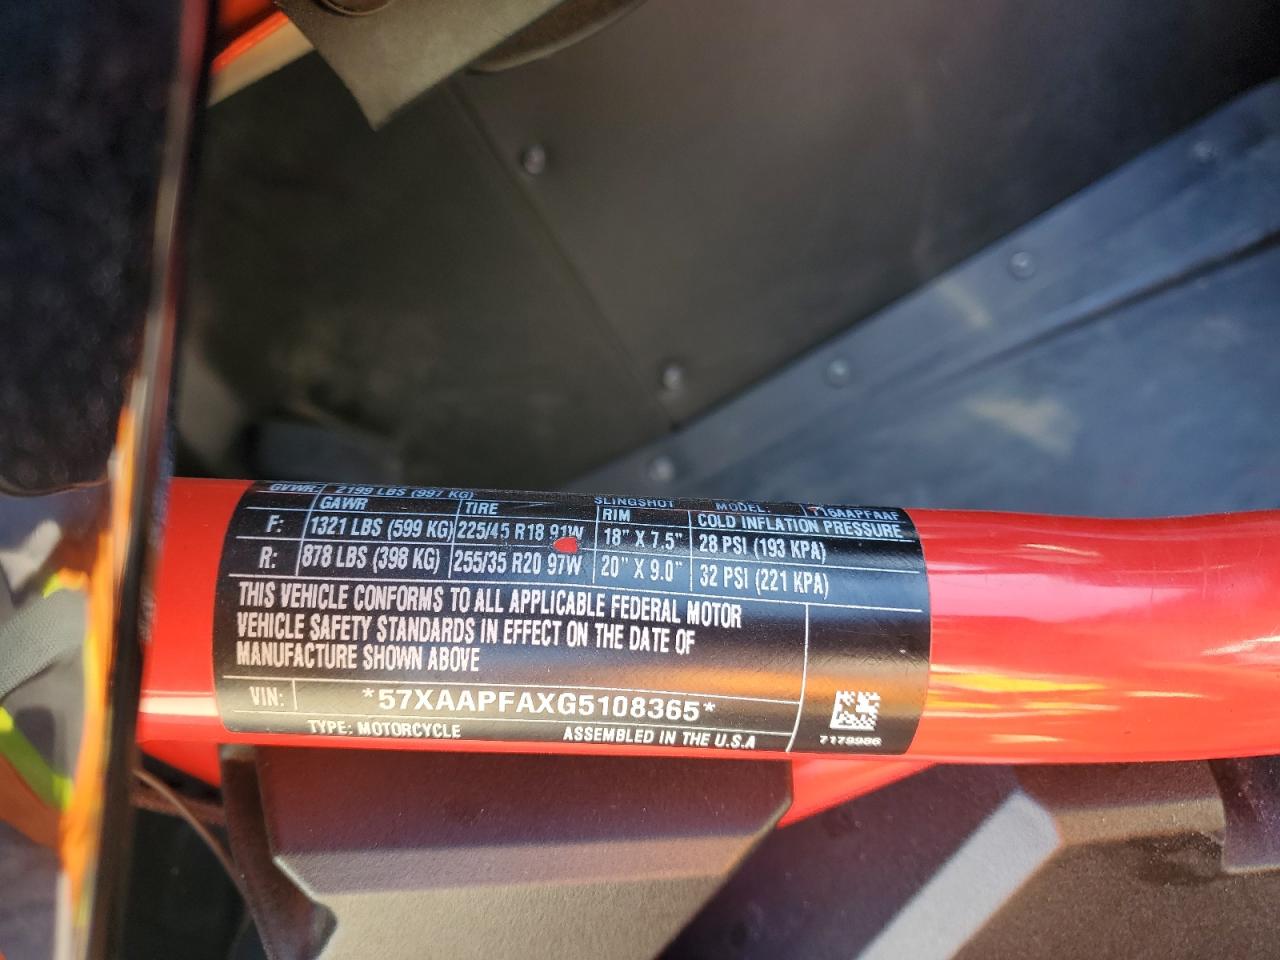 GVWR: 2199 LBS (997 KG) SLINGSHOT MODEL: T16AAPFAAF
GAWR TIRE RIM COLD INFLATION PRESSURE
F: 1321 LBS (599 KG) 225/45 R18 91W 18" X 7.5" 28 PSI (193 KPA)
R: 878 LBS (398 KG) 255/35 R20 97W 20" X 9.0" 32 PSI (221 KPA)
THIS VEHICLE CONFORMS TO ALL APPLICABLE FEDERAL MOTOR
VEHICLE SAFETY STANDARDS IN EFFECT ON THE DATE OF
MANUFACTURE SHOWN ABOVE
VIN: *57XAAPFAXG5108365*
TYPE: MOTORCYCLE ASSEMBLED IN THE U.S.A
7179986